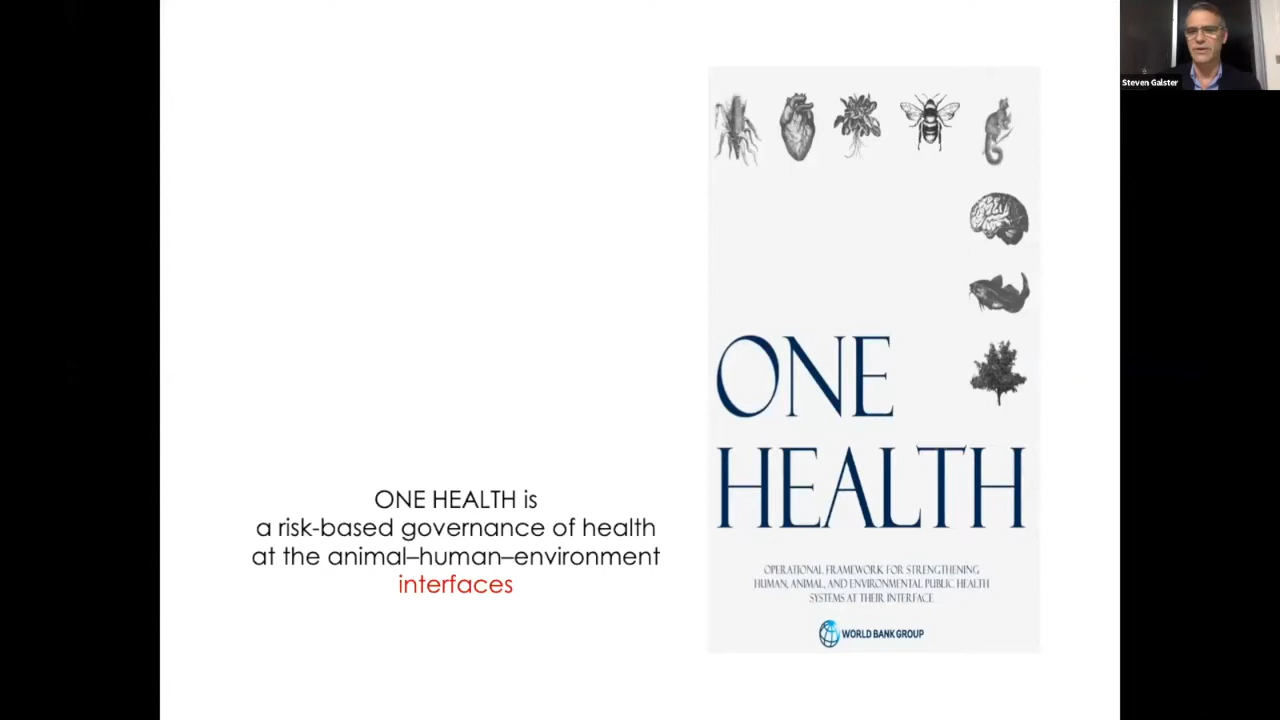 Steven Galster
ONE HEALTH is
a risk-based governance of health
at the animal–human–environment
interfaces
ONE
HEALTH
OPERATIONAL FRAMEWORK FOR STRENGTHENING
HUMAN, ANIMAL, AND ENVIRONMENTAL PUBLIC HEALTH
SYSTEMS AT THEIR INTERFACE
WORLD BANK GROUP